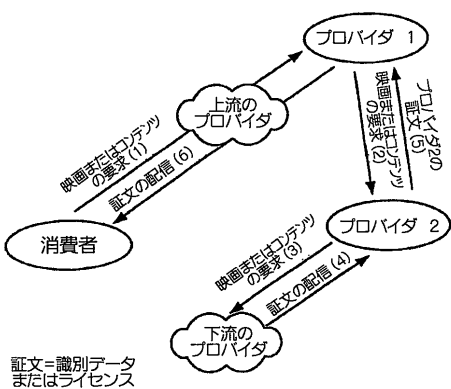 プロバイダ 1
上流の
プロバイダ
映画またはコンテンツ
の要求(1)
証文の配信(6)
映画またはコンテンツ
の要求(2)
プロバイダ2の
証文(5)
消費者
プロバイダ 2
映画またはコンテンツ
の要求(3)
証文の配信(4)
下流の
プロバイダ
証文=識別データ
またはライセンス